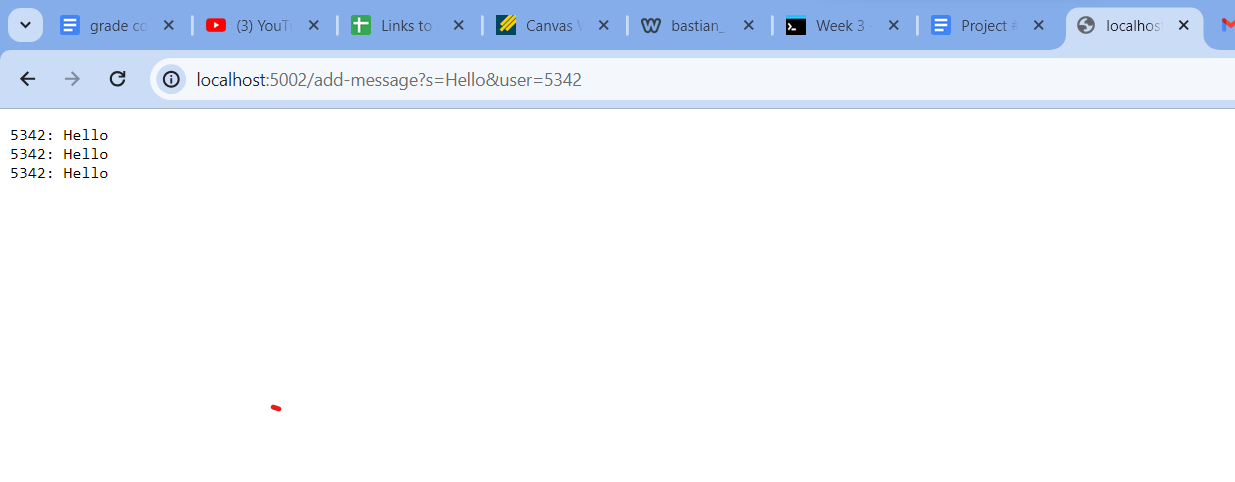 grade co
(3) YouTu
Links to
Canvas V
bastian_
Week 3 -
Project #
localhost
localhost:5002/add-message?s=Hello&user=5342
5342: Hello
5342: Hello
5342: Hello